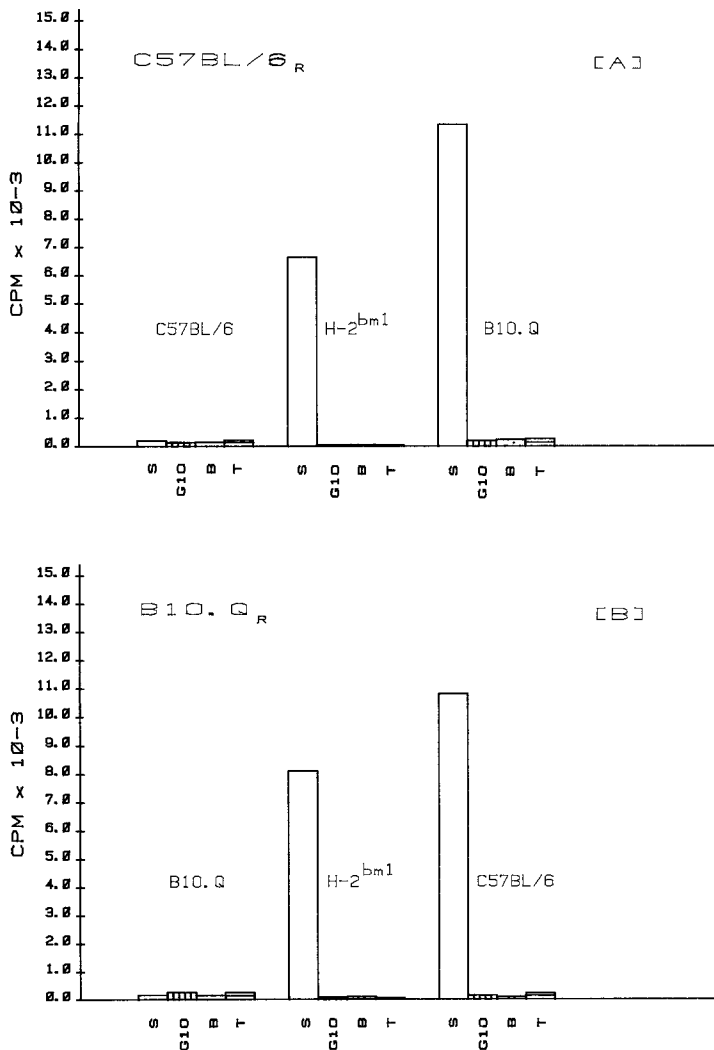 15.0
14.0
13.0
12.0
11.0
10.0
9.0
8.0
7.0
6.0
5.0
4.0
3.0
2.0
1.0
0.0
CPM x 10-3
C57BL/6R
[A]
C57BL/6
H-2bm1
B10.Q
S G10 B T S G10 B T S G10 B T
15.0
14.0
13.0
12.0
11.0
10.0
9.0
8.0
7.0
6.0
5.0
4.0
3.0
2.0
1.0
0.0
CPM x 10-3
B10.QR
[B]
B10.Q
H-2bm1
C57BL/6
S G10 B T S G10 B T S G10 B T